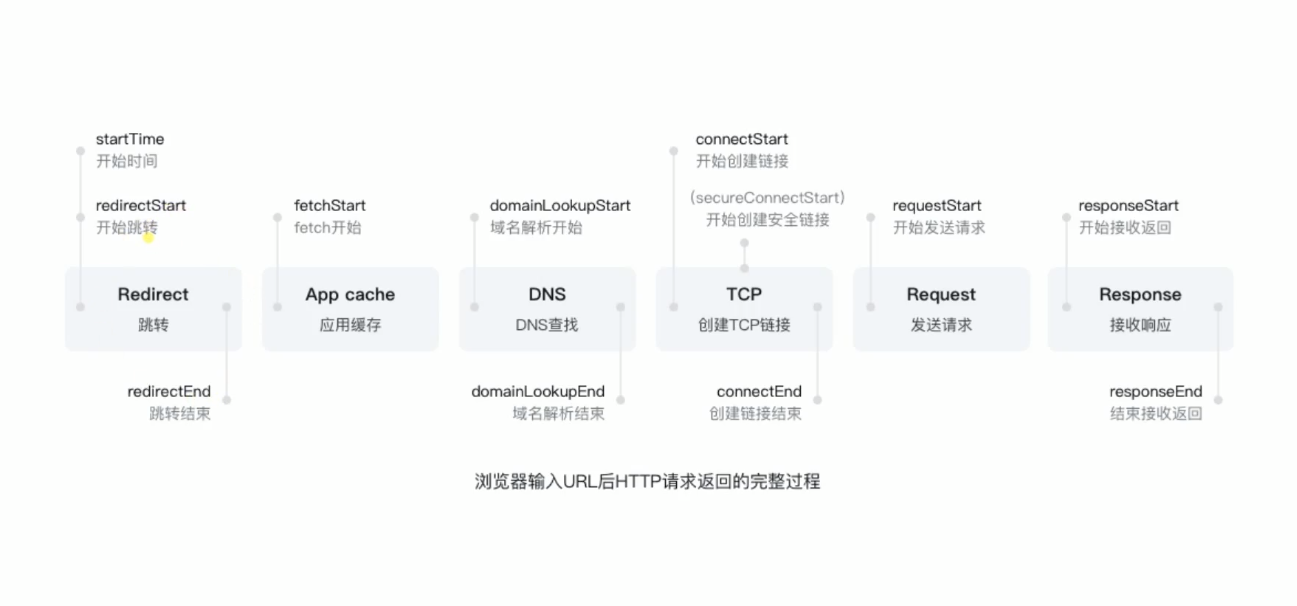 startTime
开始时间
redirectStart
开始跳转
fetchStart
fetch开始
domainLookupStart
域名解析开始
connectStart
开始创建链接
(secureConnectStart)
开始创建安全链接
requestStart
开始发送请求
responseStart
开始接收返回
Redirect
跳转
App cache
应用缓存
DNS
DNS查找
TCP
创建TCP链接
Request
发送请求
Response
接收响应
redirectEnd
跳转结束
domainLookupEnd
域名解析结束
connectEnd
创建链接结束
responseEnd
结束接收返回
浏览器输入URL后HTTP请求返回的完整过程